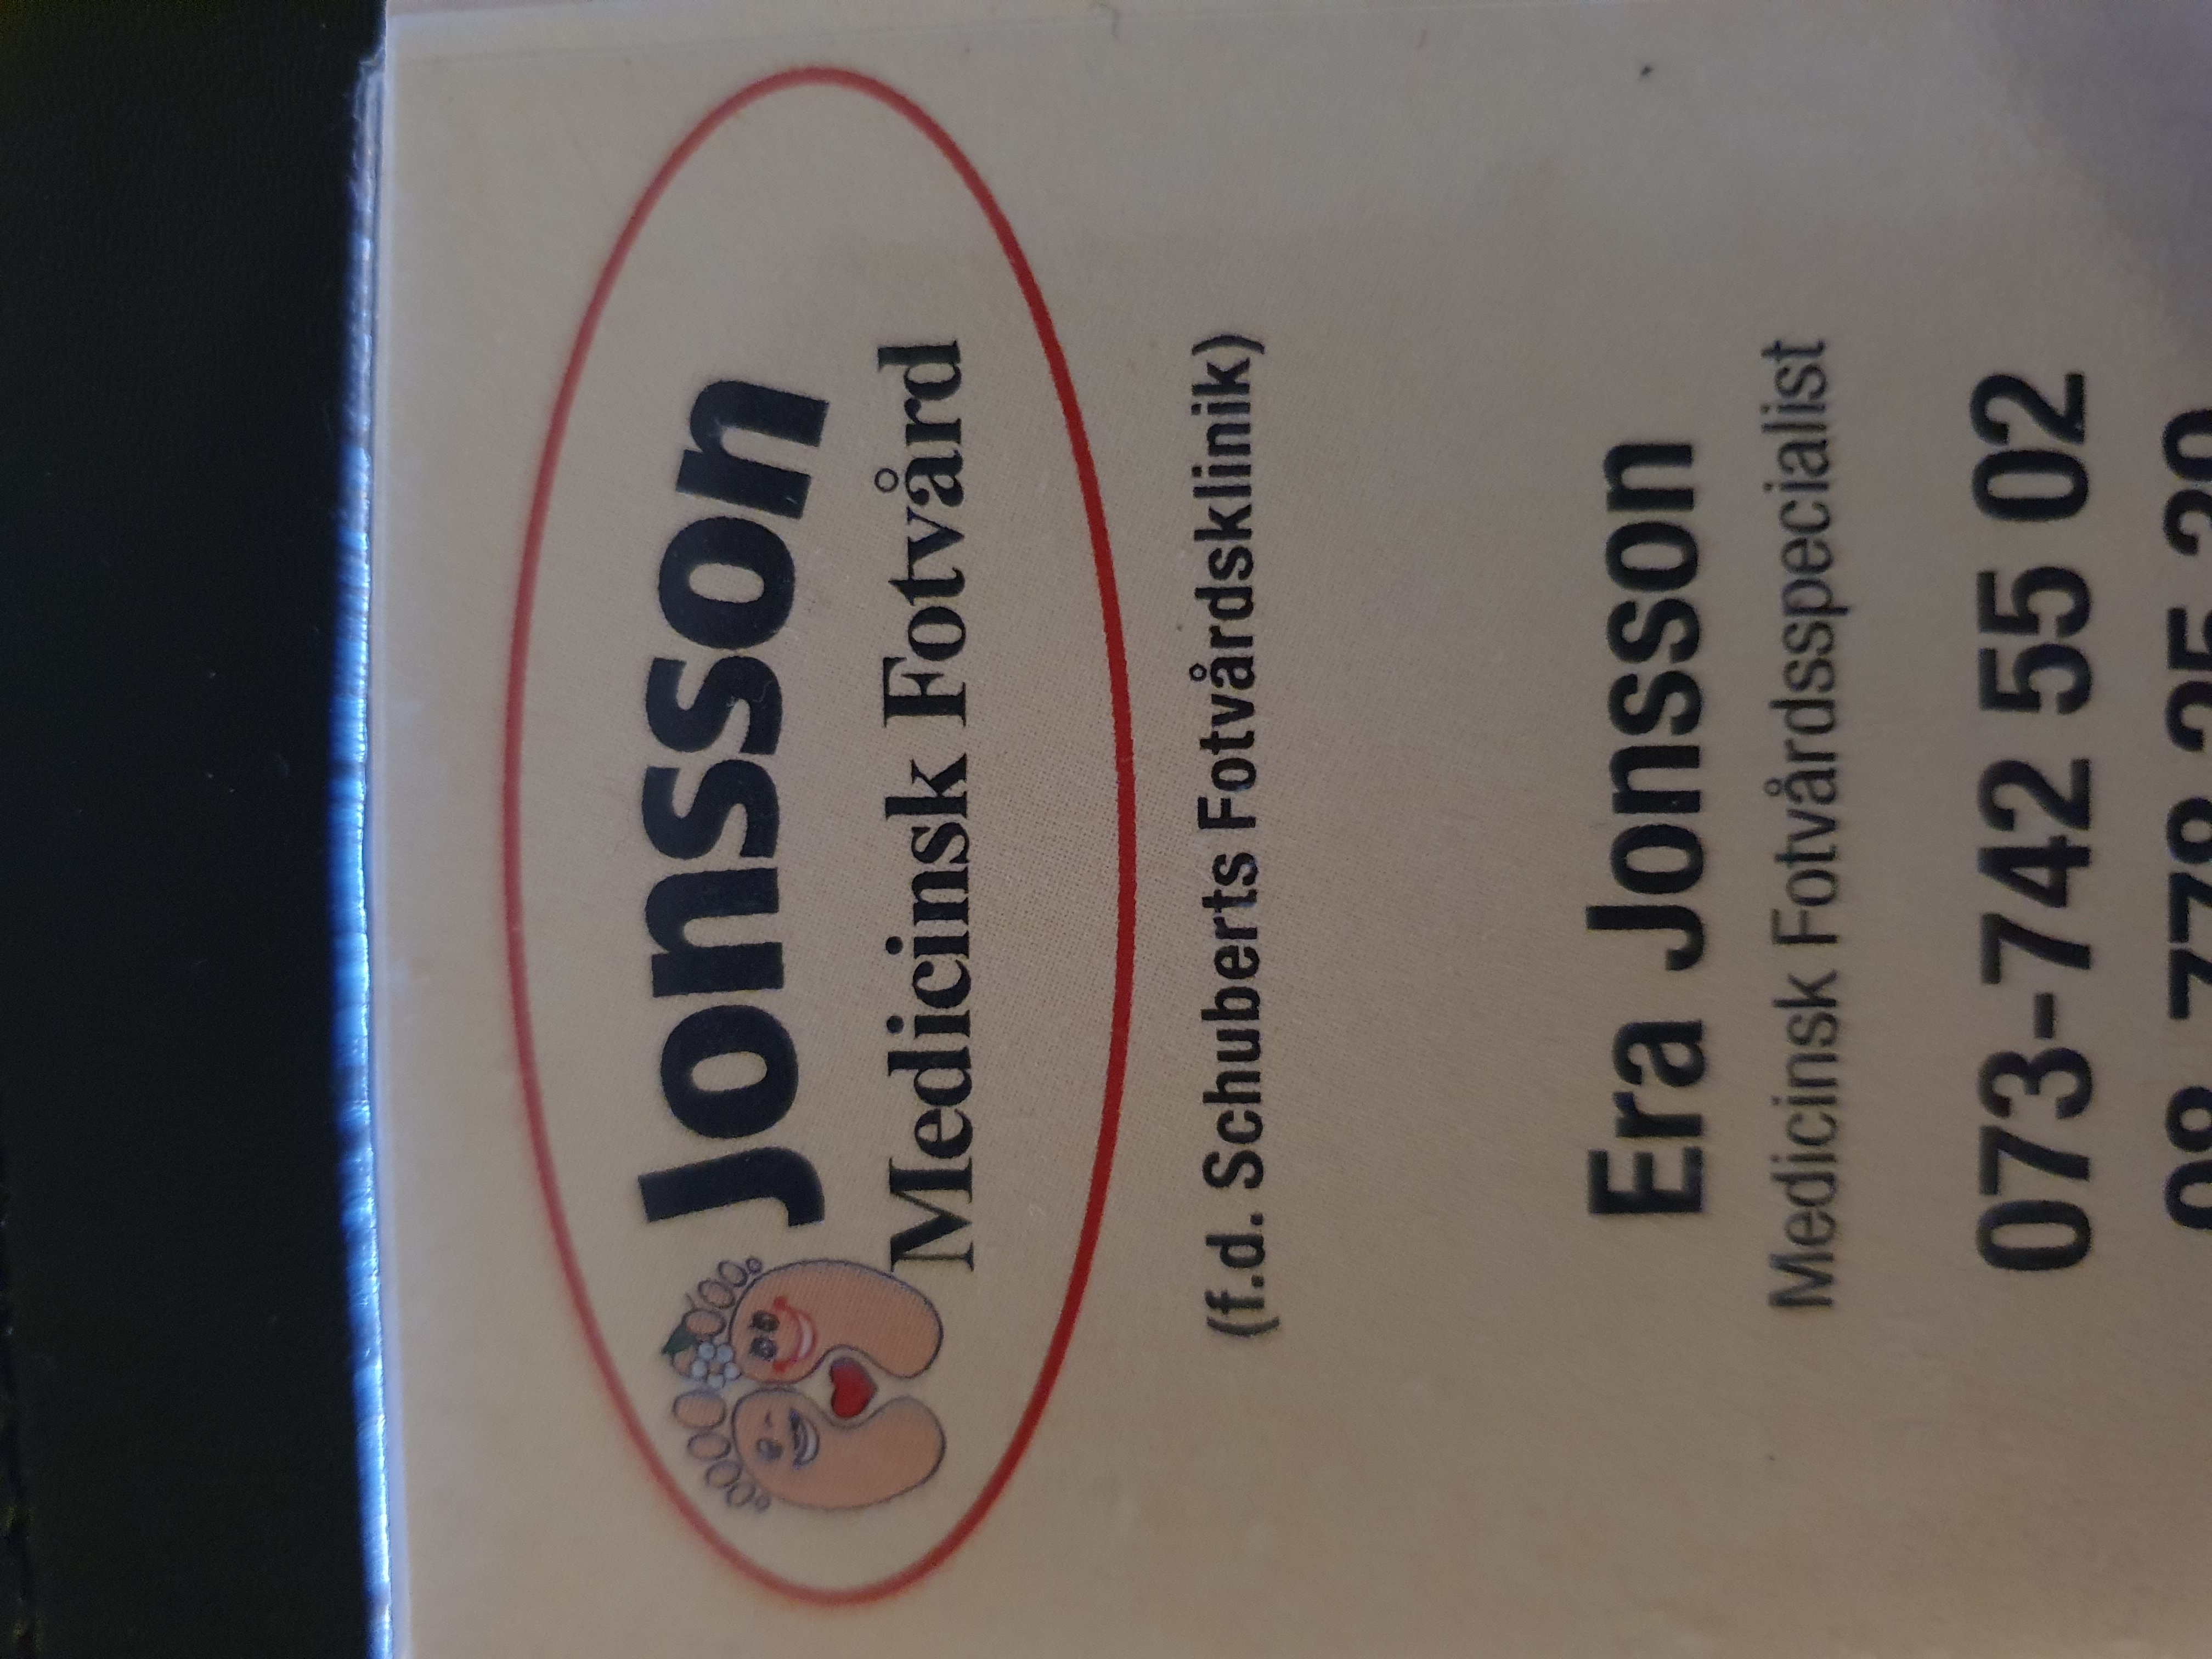 Jonsson
Medicinsk Fotvård
(f.d. Schuberts Fotvårdsklinik)
Era Jonsson
Medicinsk Fotvårdsspecialist
073-742 55 02